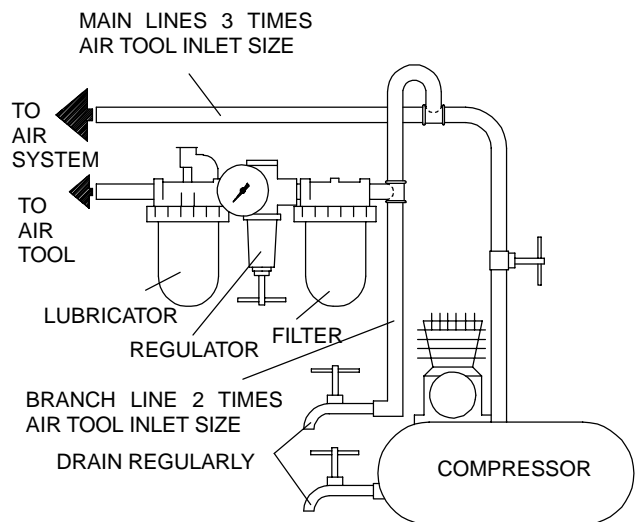 MAIN LINES 3 TIMES
AIR TOOL INLET SIZE
TO
AIR
SYSTEM
TO
AIR
TOOL
LUBRICATOR
REGULATOR
FILTER
BRANCH LINE 2 TIMES
AIR TOOL INLET SIZE
DRAIN REGULARLY
COMPRESSOR